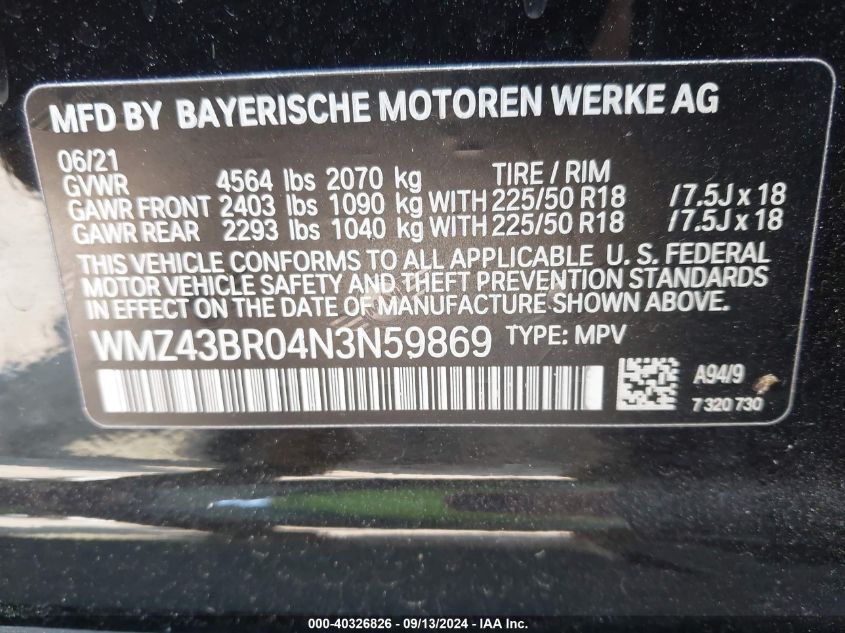 MFD BY BAYERISCHE MOTOREN WERKE AG
06/21
GVWR 4564 lbs 2070 kg TIRE / RIM
GAWR FRONT 2403 lbs 1090 kg WITH 225/50 R18 /7.5J x 18
GAWR REAR 2293 lbs 1040 kg WITH 225/50 R18 /7.5J x 18
THIS VEHICLE CONFORMS TO ALL APPLICABLE U. S. FEDERAL
MOTOR VEHICLE SAFETY AND THEFT PREVENTION STANDARDS
IN EFFECT ON THE DATE OF MANUFACTURE SHOWN ABOVE.
WMZ43BR04N3N59869 TYPE: MPV
A94/9
7 320 730
000-40326826 - 09/13/2024 - IAA Inc.